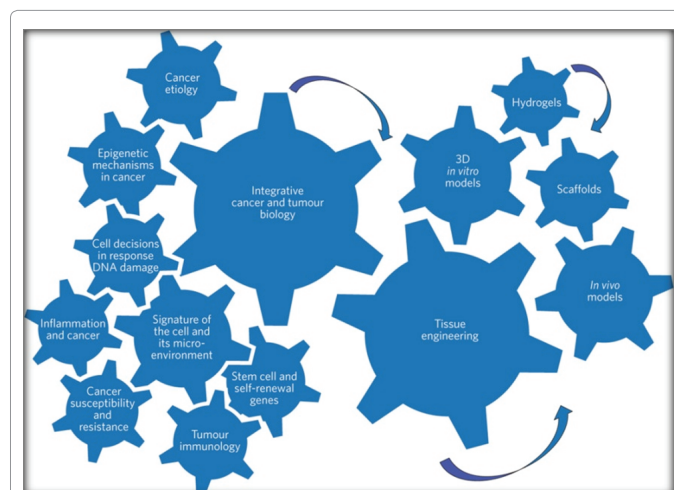 Cancer
etiolgy
Epigenetic
mechanisms
in cancer
Cell decisions
in response
DNA damage
Inflammation
and cancer
Signature of
the cell and
its micro-
environment
Cancer
susceptibility
and
resistance
Stem cell and
self-renewal
genes
Tumour
immunology
Integrative
cancer and tumour
biology
Hydrogels
3D
in vitro
models
Scaffolds
In vivo
models
Tissue
engineering